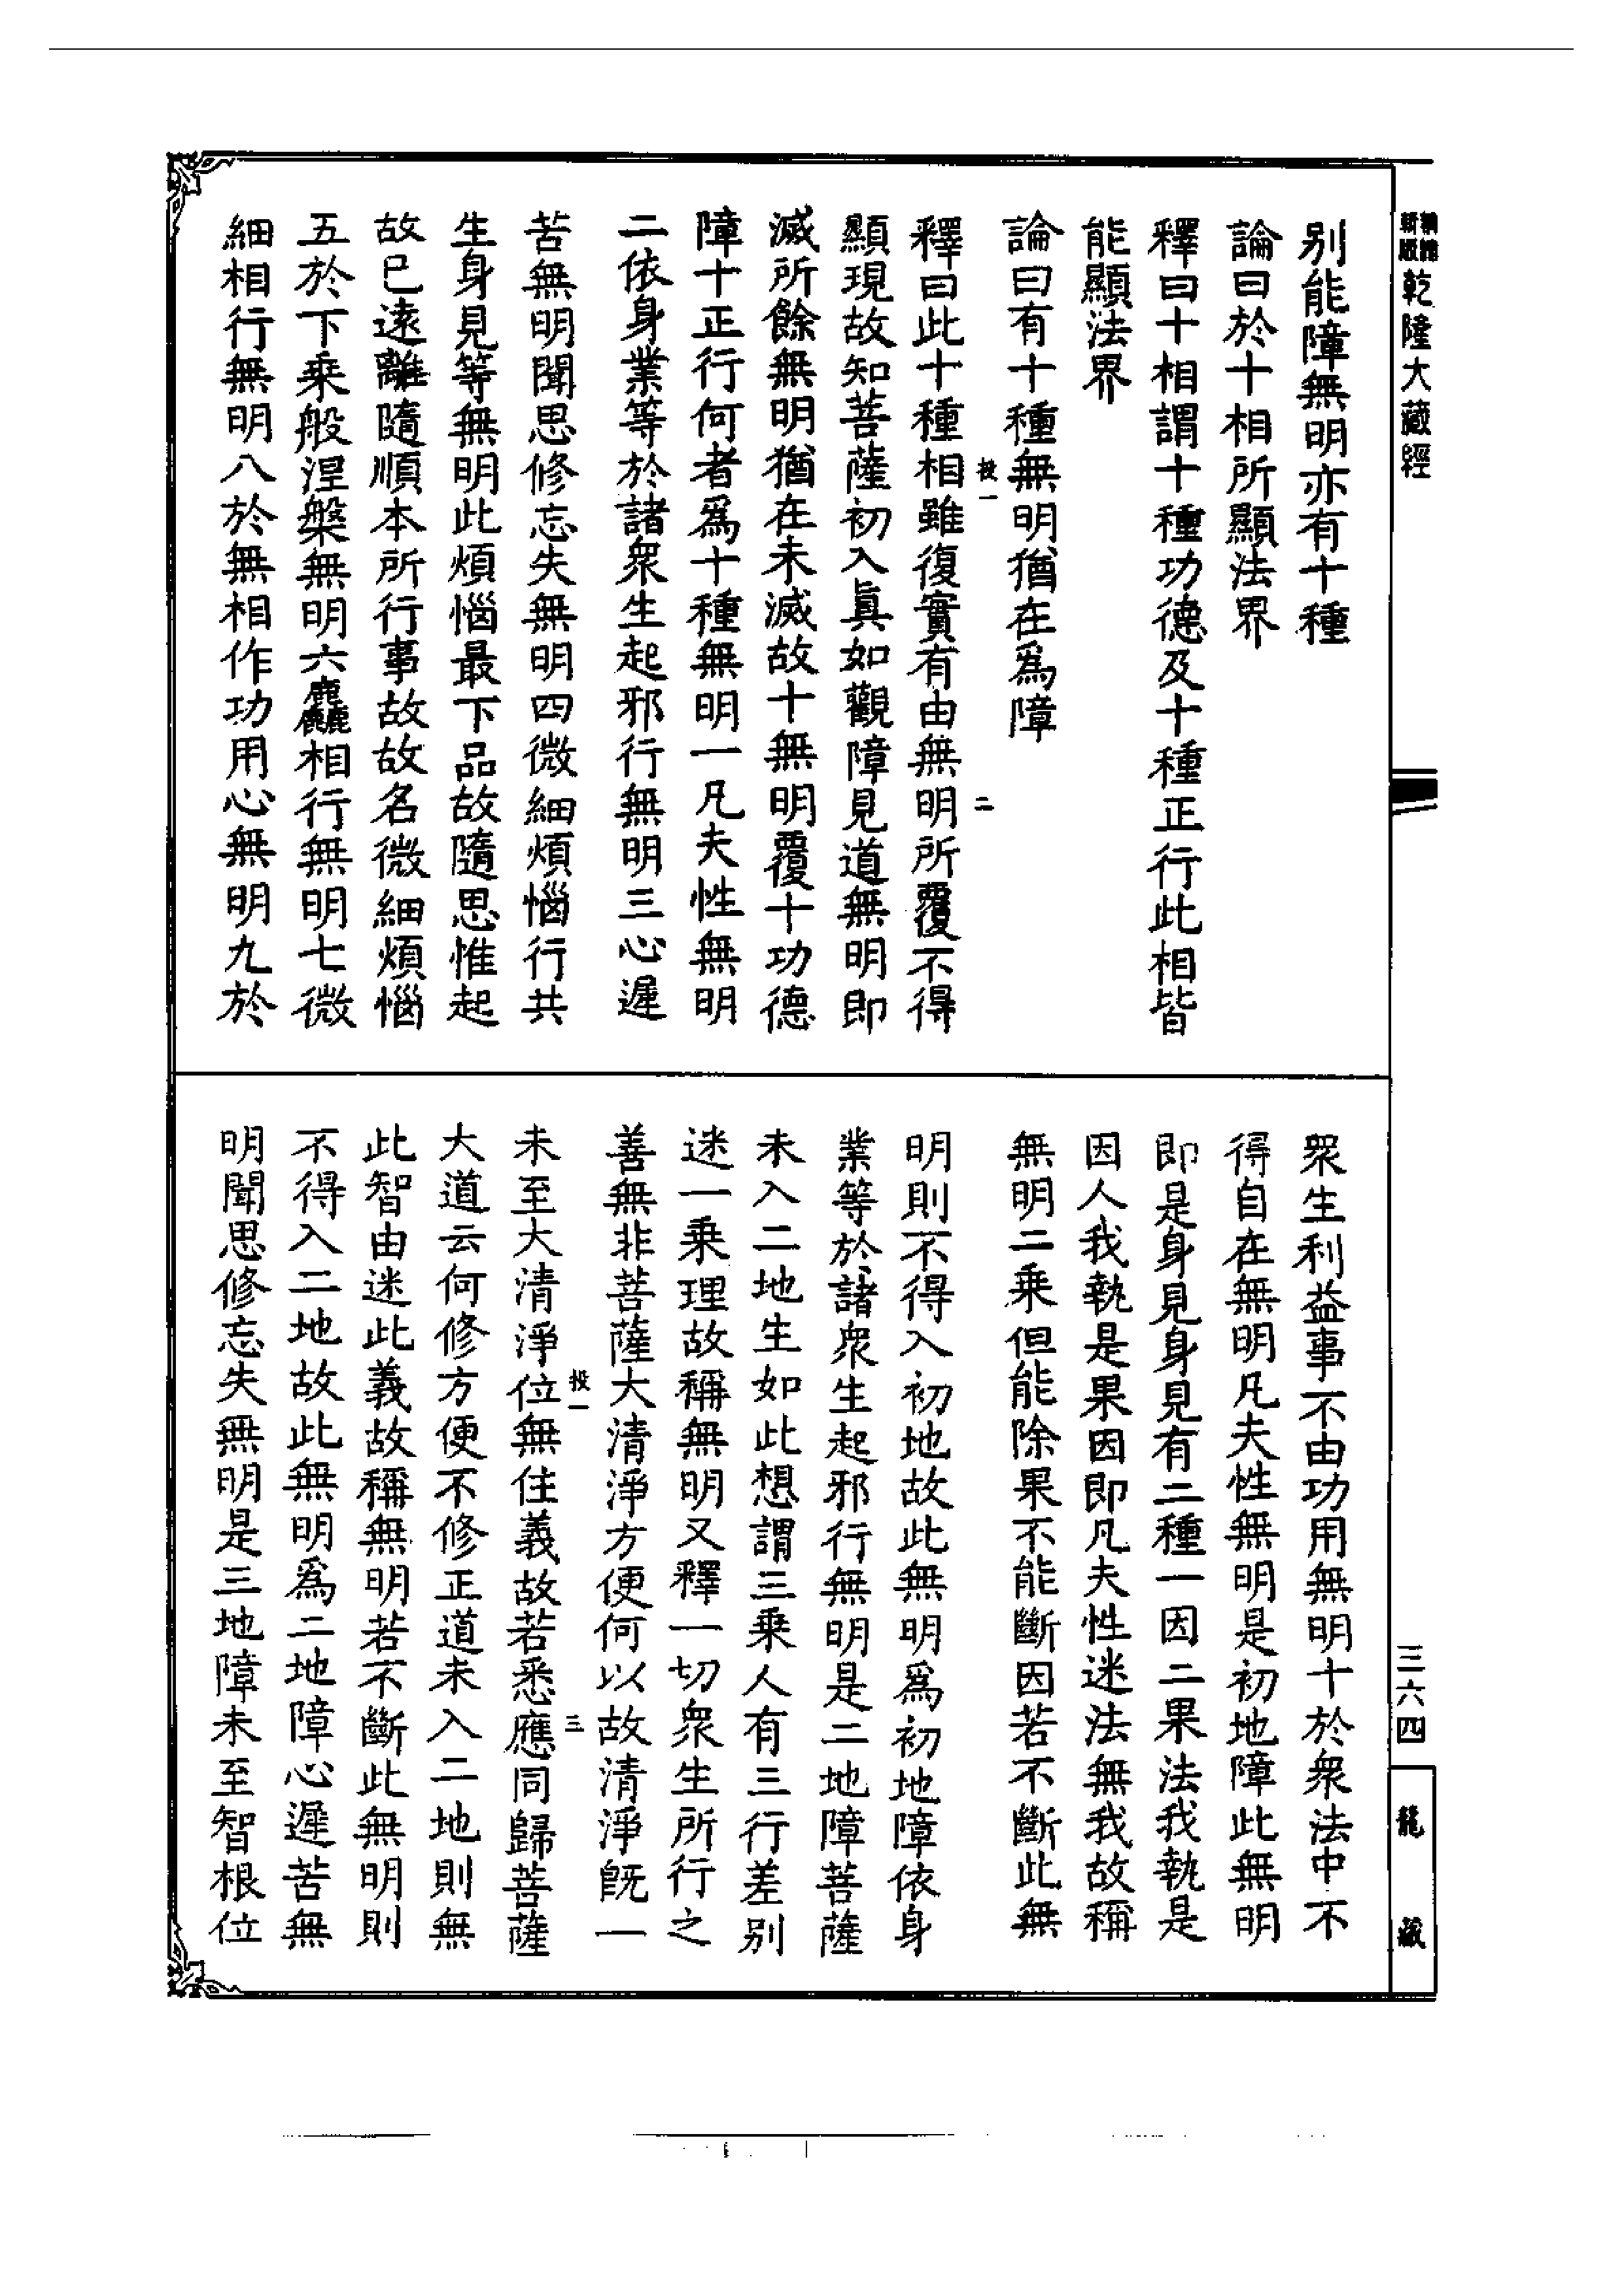 乾隆大藏經
别能障無明亦有十種
論曰於十相所顯法界
釋曰十相謂十種功德及十種正行此相皆
能顯法界
論曰有十種無明猶在爲障
投一
二
釋曰此十種相雖復實有由無明所覆不得
顯現故知菩薩初入眞如觀障見道無明即
滅所餘無明猶在未滅故十無明覆十功德
障十正行何者爲十種無明一凡夫性無明
二依身業等於諸衆生起邪行無明三心遲
苦無明聞思修忘失無明四微細煩惱行共
生身見等無明此煩惱最下品故隨思惟起
故已遠離隨順本所行事故故名微細煩惱
五於下乘般涅槃無明六麤相行無明七微
細相行無明八於無相作功用心無明九於
衆生利益事不由功用無明十於衆法中不
得自在無明凡夫性無明是初地障此無明
即是身見身見有二種一因二果法我執是
因人我執是果因即凡夫性迷法無我故稱
無明二乘但能除果不能斷因若不斷此無
明則不得入初地故此無明爲初地障依身
業等於諸衆生起邪行無明是二地障菩薩
未入二地生如此想謂三乘人有三行差别
迷一乘理故稱無明又釋一切衆生所行之
善無非菩薩大清淨方便何以故清淨旣一
投一
三
未至大清淨位無住義故若悉應同歸菩薩
大道云何修方便不修正道未入二地則無
此智由迷此義故稱無明若不斷此無明則
不得入二地故此無明爲二地障心遲苦無
明聞思修忘失無明是三地障未至智根位
三六四
龍藏